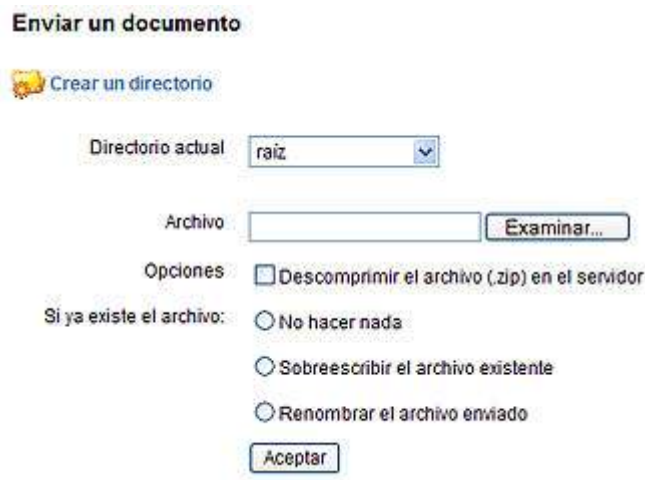 Enviar un documento
Crear un directorio
Directorio actual raíz
Archivo Examinar...
Opciones Descomprimir el archivo (.zip) en el servidor
Si ya existe el archivo: No hacer nada
Sobreescribir el archivo existente
Renombrar el archivo enviado
Aceptar